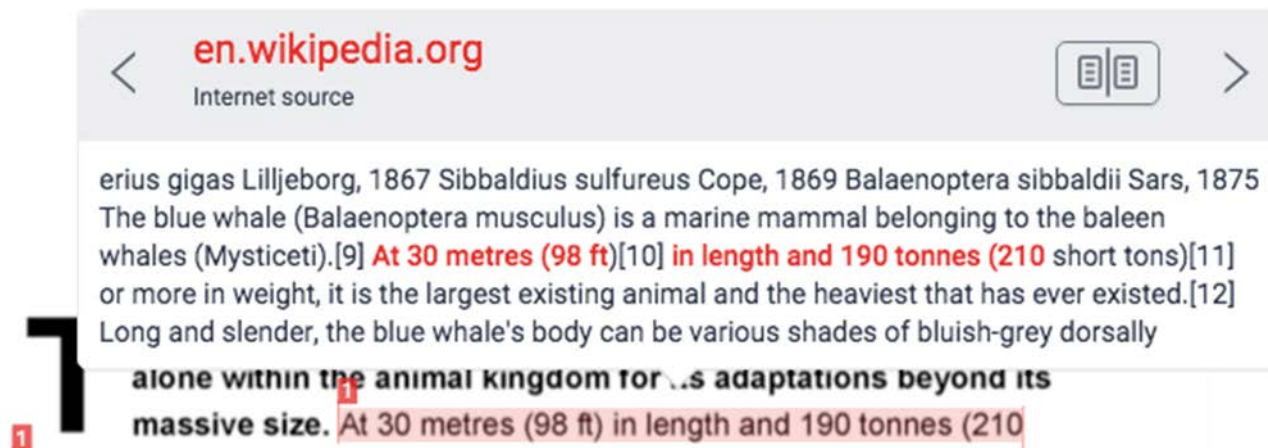 en.wikipedia.org
Internet source
erius gigas Lilljeborg, 1867 Sibbaldius sulfureus Cope, 1869 Balaenoptera sibbaldii Sars, 1875
The blue whale (Balaenoptera musculus) is a marine mammal belonging to the baleen
whales (Mysticeti).[9] At 30 metres (98 ft)[10] in length and 190 tonnes (210 short tons)[11]
or more in weight, it is the largest existing animal and the heaviest that has ever existed.[12]
Long and slender, the blue whale's body can be various shades of bluish-grey dorsally
alone within the animal kingdom for adaptations beyond its
1
massive size. At 30 metres (98 ft) in length and 190 tonnes (210
1